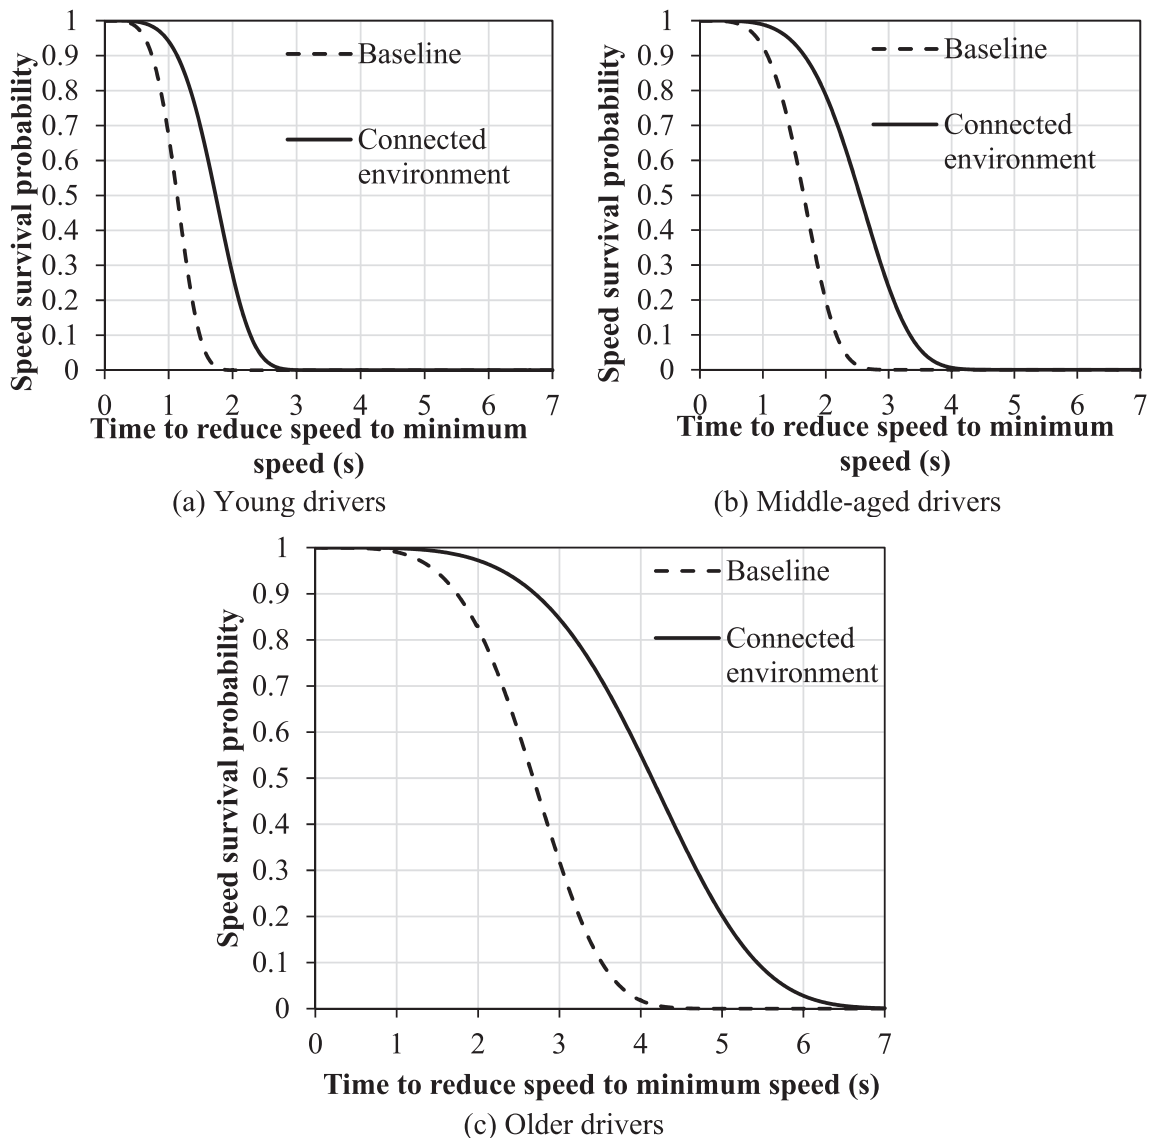 Speed survival probability
1
0.9
0.8
0.7
0.6
0.5
0.4
0.3
0.2
0.1
0
Baseline
Connected
environment
0 1 2 3 4 5 6 7
Time to reduce speed to minimum
speed (s)
(a) Young drivers
Speed survival probability
1
0.9
0.8
0.7
0.6
0.5
0.4
0.3
0.2
0.1
0
Baseline
Connected
environment
0 1 2 3 4 5 6 7
Time to reduce speed to minimum
speed (s)
(b) Middle-aged drivers
Speed survival probability
1
0.9
0.8
0.7
0.6
0.5
0.4
0.3
0.2
0.1
0
Baseline
Connected
environment
0 1 2 3 4 5 6 7
Time to reduce speed to minimum speed (s)
(c) Older drivers